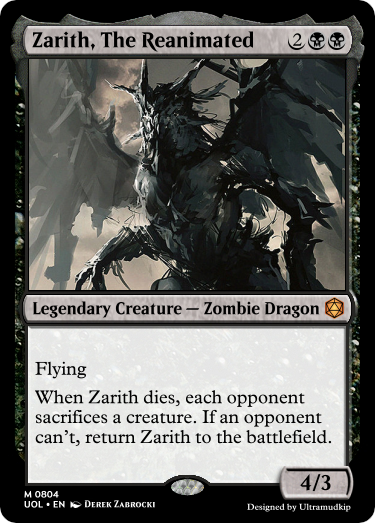 Zarith, The Reanimated 2
Legendary Creature — Zombie Dragon
Flying
When Zarith dies, each opponent
sacrifices a creature. If an opponent
can't, return Zarith to the battlefield.
4/3
M 0804
UOL • EN DEREK ZABROCKI
Designed by Ultramudkip